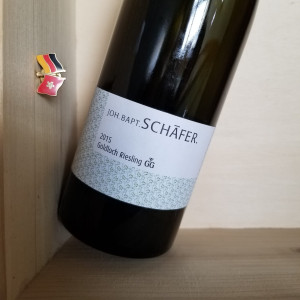 JOH. BAPT. SCHÄFER.
2015
Goldloch Riesling GG